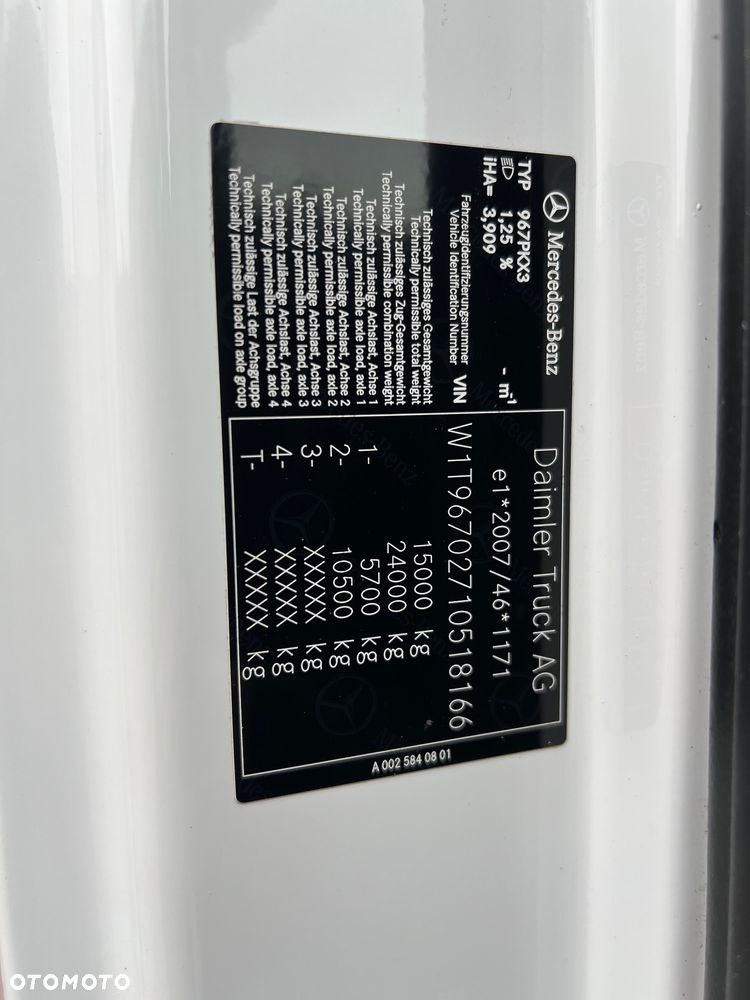 Mercedes-Benz
TYP 967PKX3
1,25 % - m⁻¹
iHA= 3,909
Daimler Truck AG
e1*2007/46*1171
Fahrzeugidentifizierungsnummer
Vehicle Identification Number
VIN W1T96702710518166
Technisch zulässiges Gesamtgewicht
Technically permissible total weight
15000 kg
Technisch zulässiges Zug-Gesamtgewicht
Technically permissible combination weight
24000 kg
Technisch zulässige Achslast, Achse 1
Technically permissible axle load, axle 1
1- 5700 kg
Technisch zulässige Achslast, Achse 2
Technically permissible axle load, axle 2
2- 10500 kg
Technisch zulässige Achslast, Achse 3
Technically permissible axle load, axle 3
3- XXXXX kg
Technisch zulässige Achslast, Achse 4
Technically permissible axle load, axle 4
4- XXXXX kg
Technisch zulässige Last der Achsgruppe
Technically permissible load on axle group
T- XXXXX kg
A 002 584 08 01
OTOMOTO